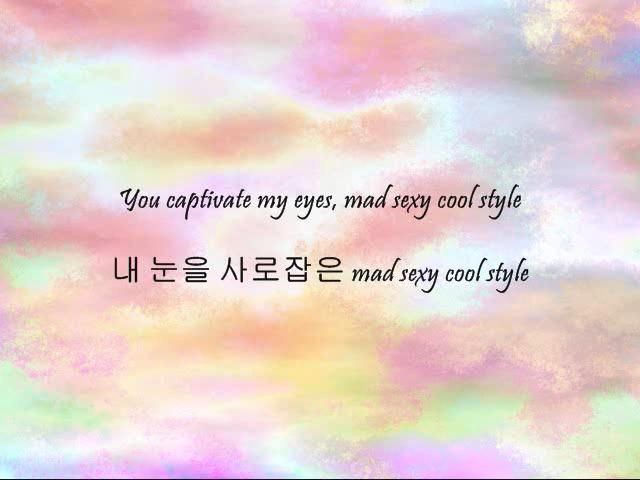 You captivate my eyes, mad sexy cool style
내 눈을 사로잡은 mad sexy cool style